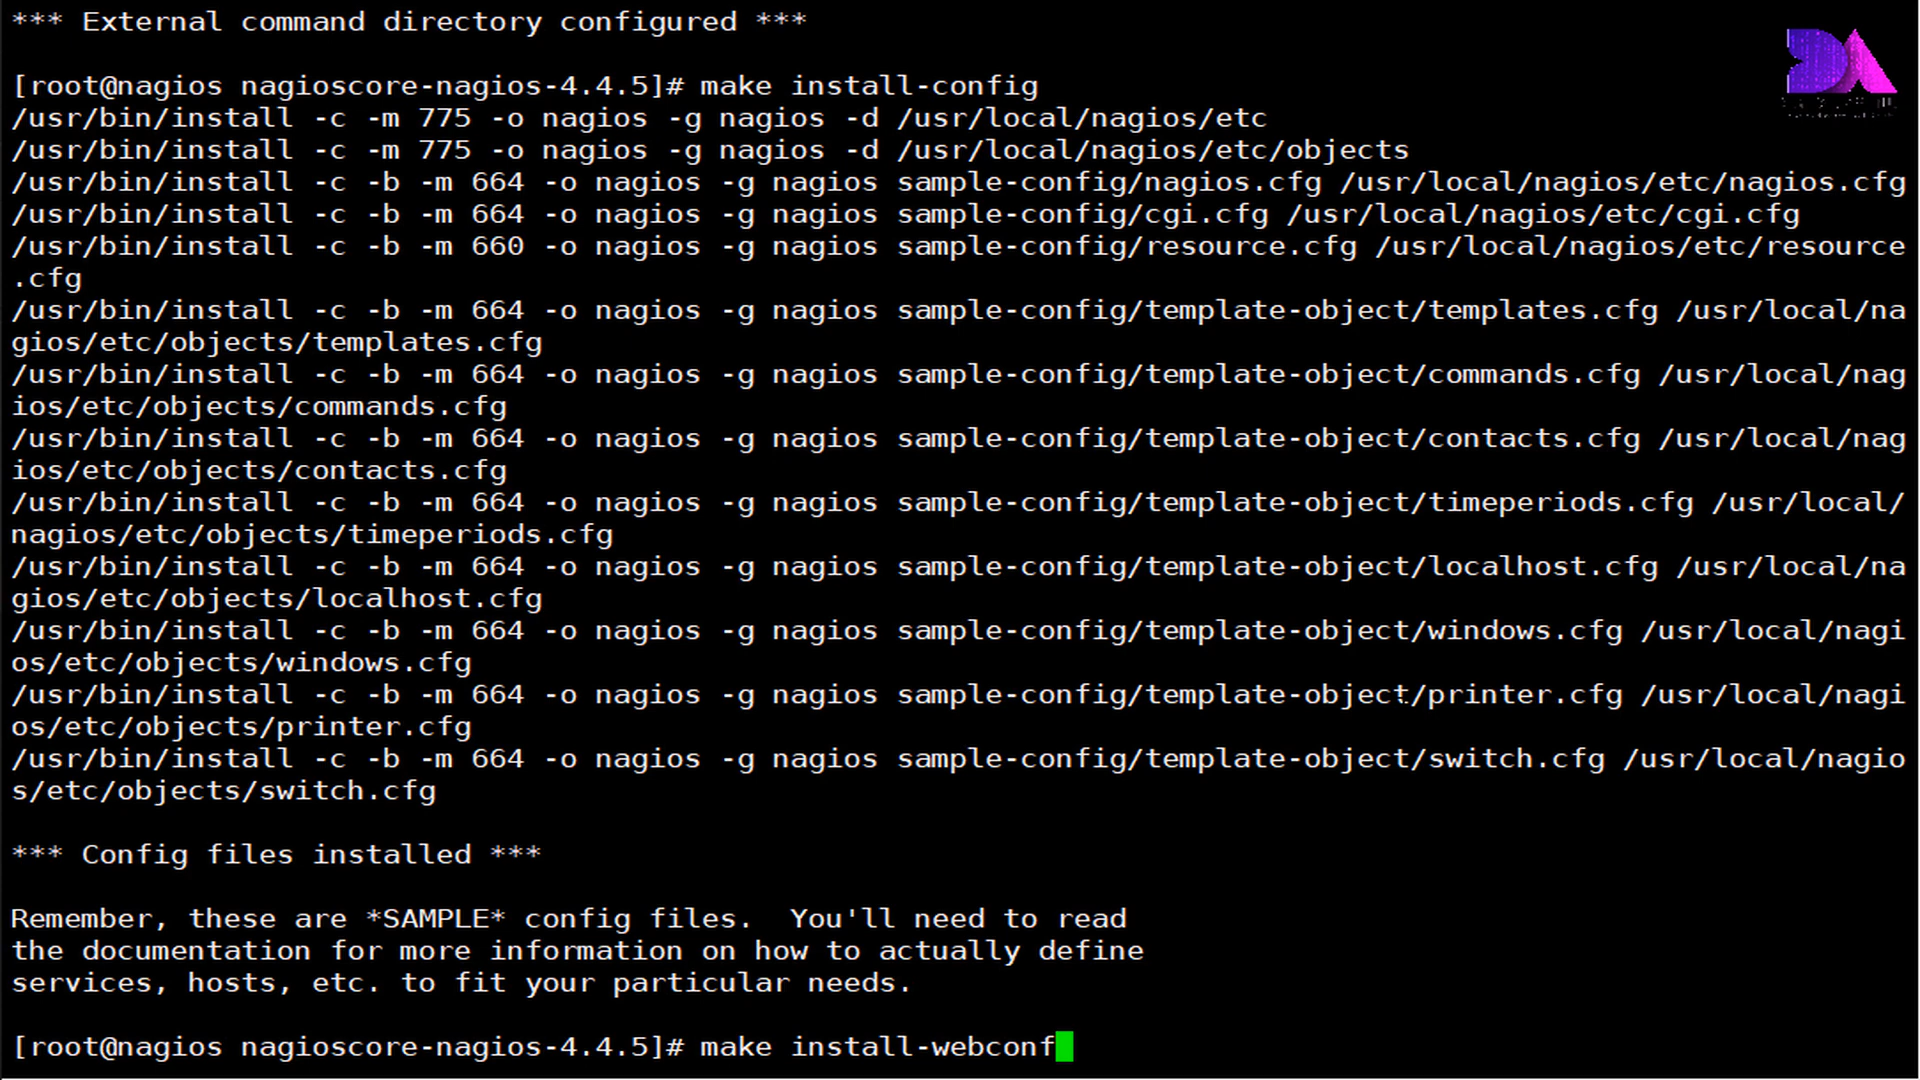 *** External command directory configured ***
[root@nagios nagioscore-nagios-4.4.5]# make install-config
/usr/bin/install -c -m 775 -o nagios -g nagios -d /usr/local/nagios/etc
/usr/bin/install -c -m 775 -o nagios -g nagios -d /usr/local/nagios/etc/objects
/usr/bin/install -c -b -m 664 -o nagios -g nagios sample-config/nagios.cfg /usr/local/nagios/etc/nagios.cfg
/usr/bin/install -c -b -m 664 -o nagios -g nagios sample-config/cgi.cfg /usr/local/nagios/etc/cgi.cfg
/usr/bin/install -c -b -m 660 -o nagios -g nagios sample-config/resource.cfg /usr/local/nagios/etc/resource
.cfg
/usr/bin/install -c -b -m 664 -o nagios -g nagios sample-config/template-object/templates.cfg /usr/local/na
gios/etc/objects/templates.cfg
/usr/bin/install -c -b -m 664 -o nagios -g nagios sample-config/template-object/commands.cfg /usr/local/nag
ios/etc/objects/commands.cfg
/usr/bin/install -c -b -m 664 -o nagios -g nagios sample-config/template-object/contacts.cfg /usr/local/nag
ios/etc/objects/contacts.cfg
/usr/bin/install -c -b -m 664 -o nagios -g nagios sample-config/template-object/timeperiods.cfg /usr/local/
nagios/etc/objects/timeperiods.cfg
/usr/bin/install -c -b -m 664 -o nagios -g nagios sample-config/template-object/localhost.cfg /usr/local/na
gios/etc/objects/localhost.cfg
/usr/bin/install -c -b -m 664 -o nagios -g nagios sample-config/template-object/windows.cfg /usr/local/nagi
os/etc/objects/windows.cfg
/usr/bin/install -c -b -m 664 -o nagios -g nagios sample-config/template-object/printer.cfg /usr/local/nagi
os/etc/objects/printer.cfg
/usr/bin/install -c -b -m 664 -o nagios -g nagios sample-config/template-object/switch.cfg /usr/local/nagio
s/etc/objects/switch.cfg
*** Config files installed ***
Remember, these are *SAMPLE* config files.  You'll need to read
the documentation for more information on how to actually define
services, hosts, etc. to fit your particular needs.
[root@nagios nagioscore-nagios-4.4.5]# make install-webconf